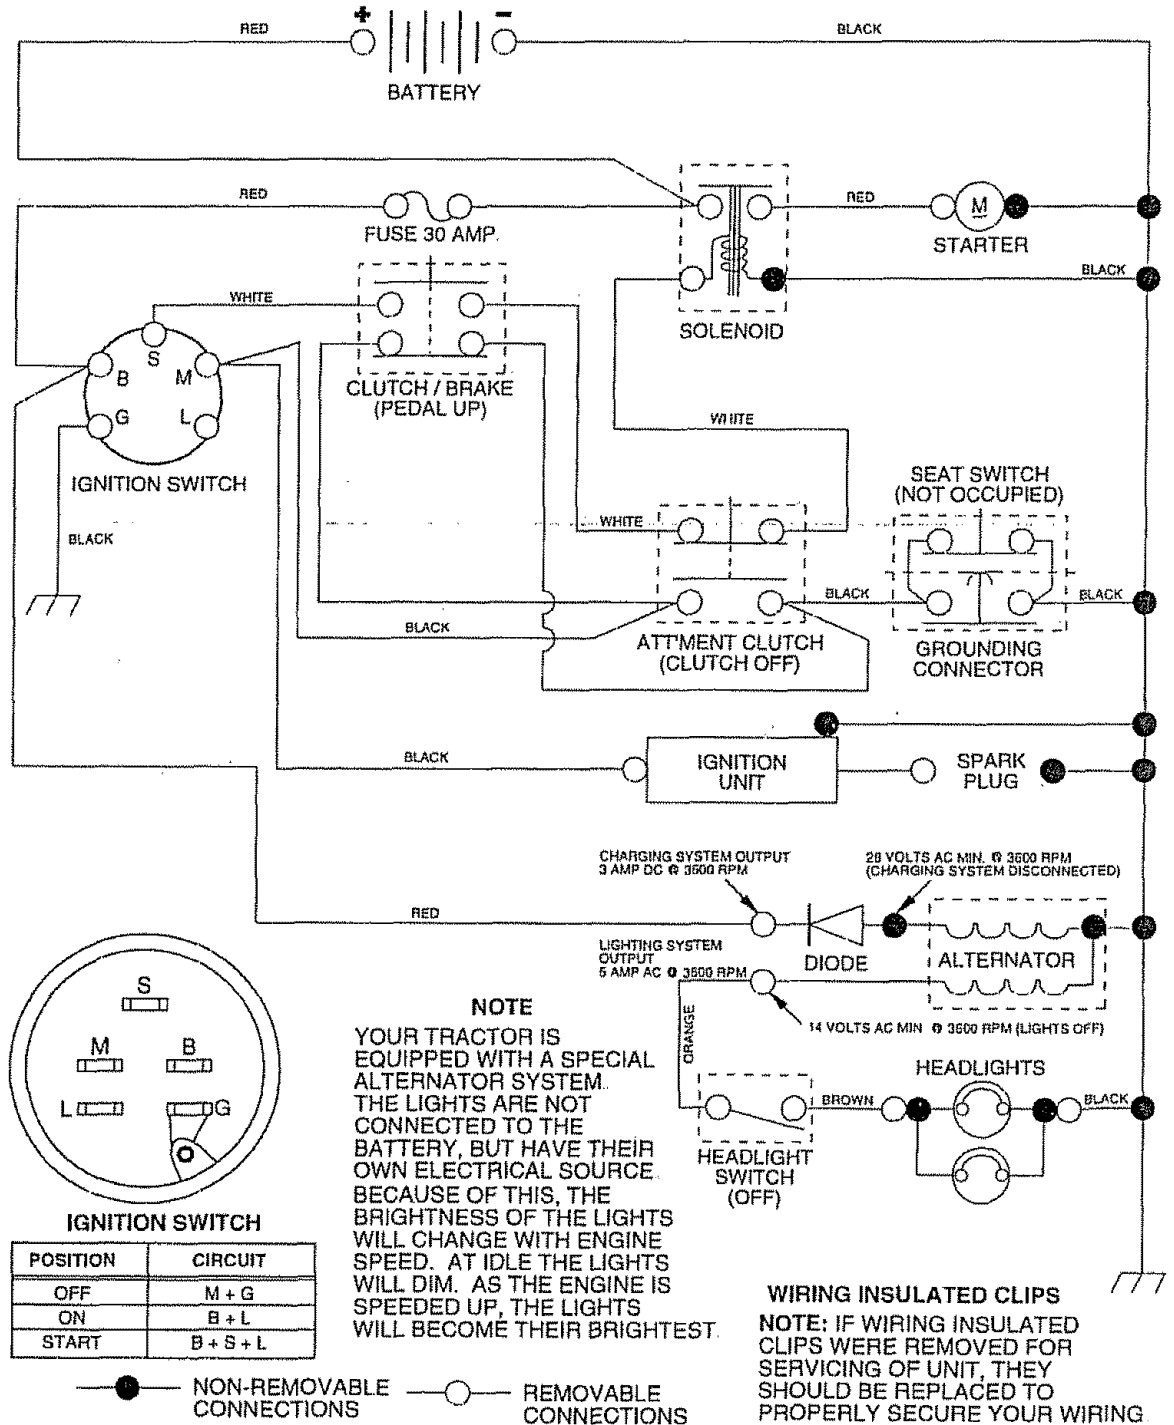 + -
RED
BLACK
BATTERY
RED
FUSE 30 AMP.
RED
M
STARTER
BLACK
SOLENOID
WHITE
S
B
M
G
L
IGNITION SWITCH
CLUTCH / BRAKE
(PEDAL UP)
WHITE
BLACK
WHITE
SEAT SWITCH
(NOT OCCUPIED)
BLACK
BLACK
BLACK
ATT'MENT CLUTCH
(CLUTCH OFF)
GROUNDING
CONNECTOR
BLACK
IGNITION
UNIT
SPARK
PLUG
CHARGING SYSTEM OUTPUT
3 AMP DC @ 3600 RPM
28 VOLTS AC MIN. @ 3600 RPM
(CHARGING SYSTEM DISCONNECTED)
RED
DIODE
ALTERNATOR
LIGHTING SYSTEM
OUTPUT
5 AMP AC @ 3600 RPM
14 VOLTS AC MIN @ 3600 RPM (LIGHTS OFF)
ORANGE
HEADLIGHTS
BROWN
BLACK
HEADLIGHT
SWITCH
(OFF)
S
M
B
L
G
IGNITION SWITCH
POSITION CIRCUIT
OFF M + G
ON B + L
START B + S + L
NOTE
YOUR TRACTOR IS
EQUIPPED WITH A SPECIAL
ALTERNATOR SYSTEM.
THE LIGHTS ARE NOT
CONNECTED TO THE
BATTERY, BUT HAVE THEIR
OWN ELECTRICAL SOURCE.
BECAUSE OF THIS, THE
BRIGHTNESS OF THE LIGHTS
WILL CHANGE WITH ENGINE
SPEED. AT IDLE THE LIGHTS
WILL DIM. AS THE ENGINE IS
SPEEDED UP, THE LIGHTS
WILL BECOME THEIR BRIGHTEST.
WIRING INSULATED CLIPS
NOTE: IF WIRING INSULATED
CLIPS WERE REMOVED FOR
SERVICING OF UNIT, THEY
SHOULD BE REPLACED TO
PROPERLY SECURE YOUR WIRING.
NON-REMOVABLE
CONNECTIONS
REMOVABLE
CONNECTIONS